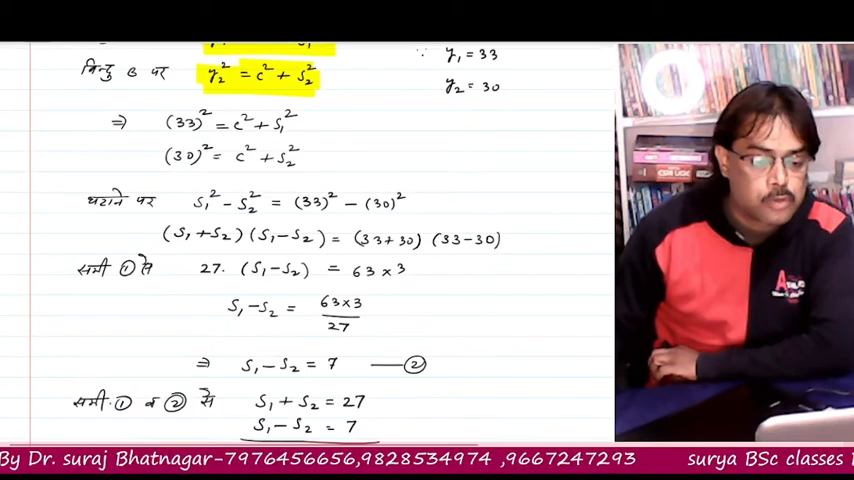 ∵ y₁ = 33
बिन्दु B पर y₂² = c² + s₂²
y₂ = 30
⇒ (33)² = c² + s₁²
(30)² = c² + s₂²
घटाने पर s₁² - s₂² = (33)² - (30)²
(s₁ + s₂) (s₁ - s₂) = (33+30) (33-30)
समी ① से 27. (s₁ - s₂) = 63 × 3
s₁ - s₂ = 63×3
27
⇒ s₁ - s₂ = 7 —— ②
समी. ① व ② से s₁ + s₂ = 27
s₁ - s₂ = 7
By Dr. suraj Bhatnagar-7976456656,9828534974 ,9667247293 surya BSc classes